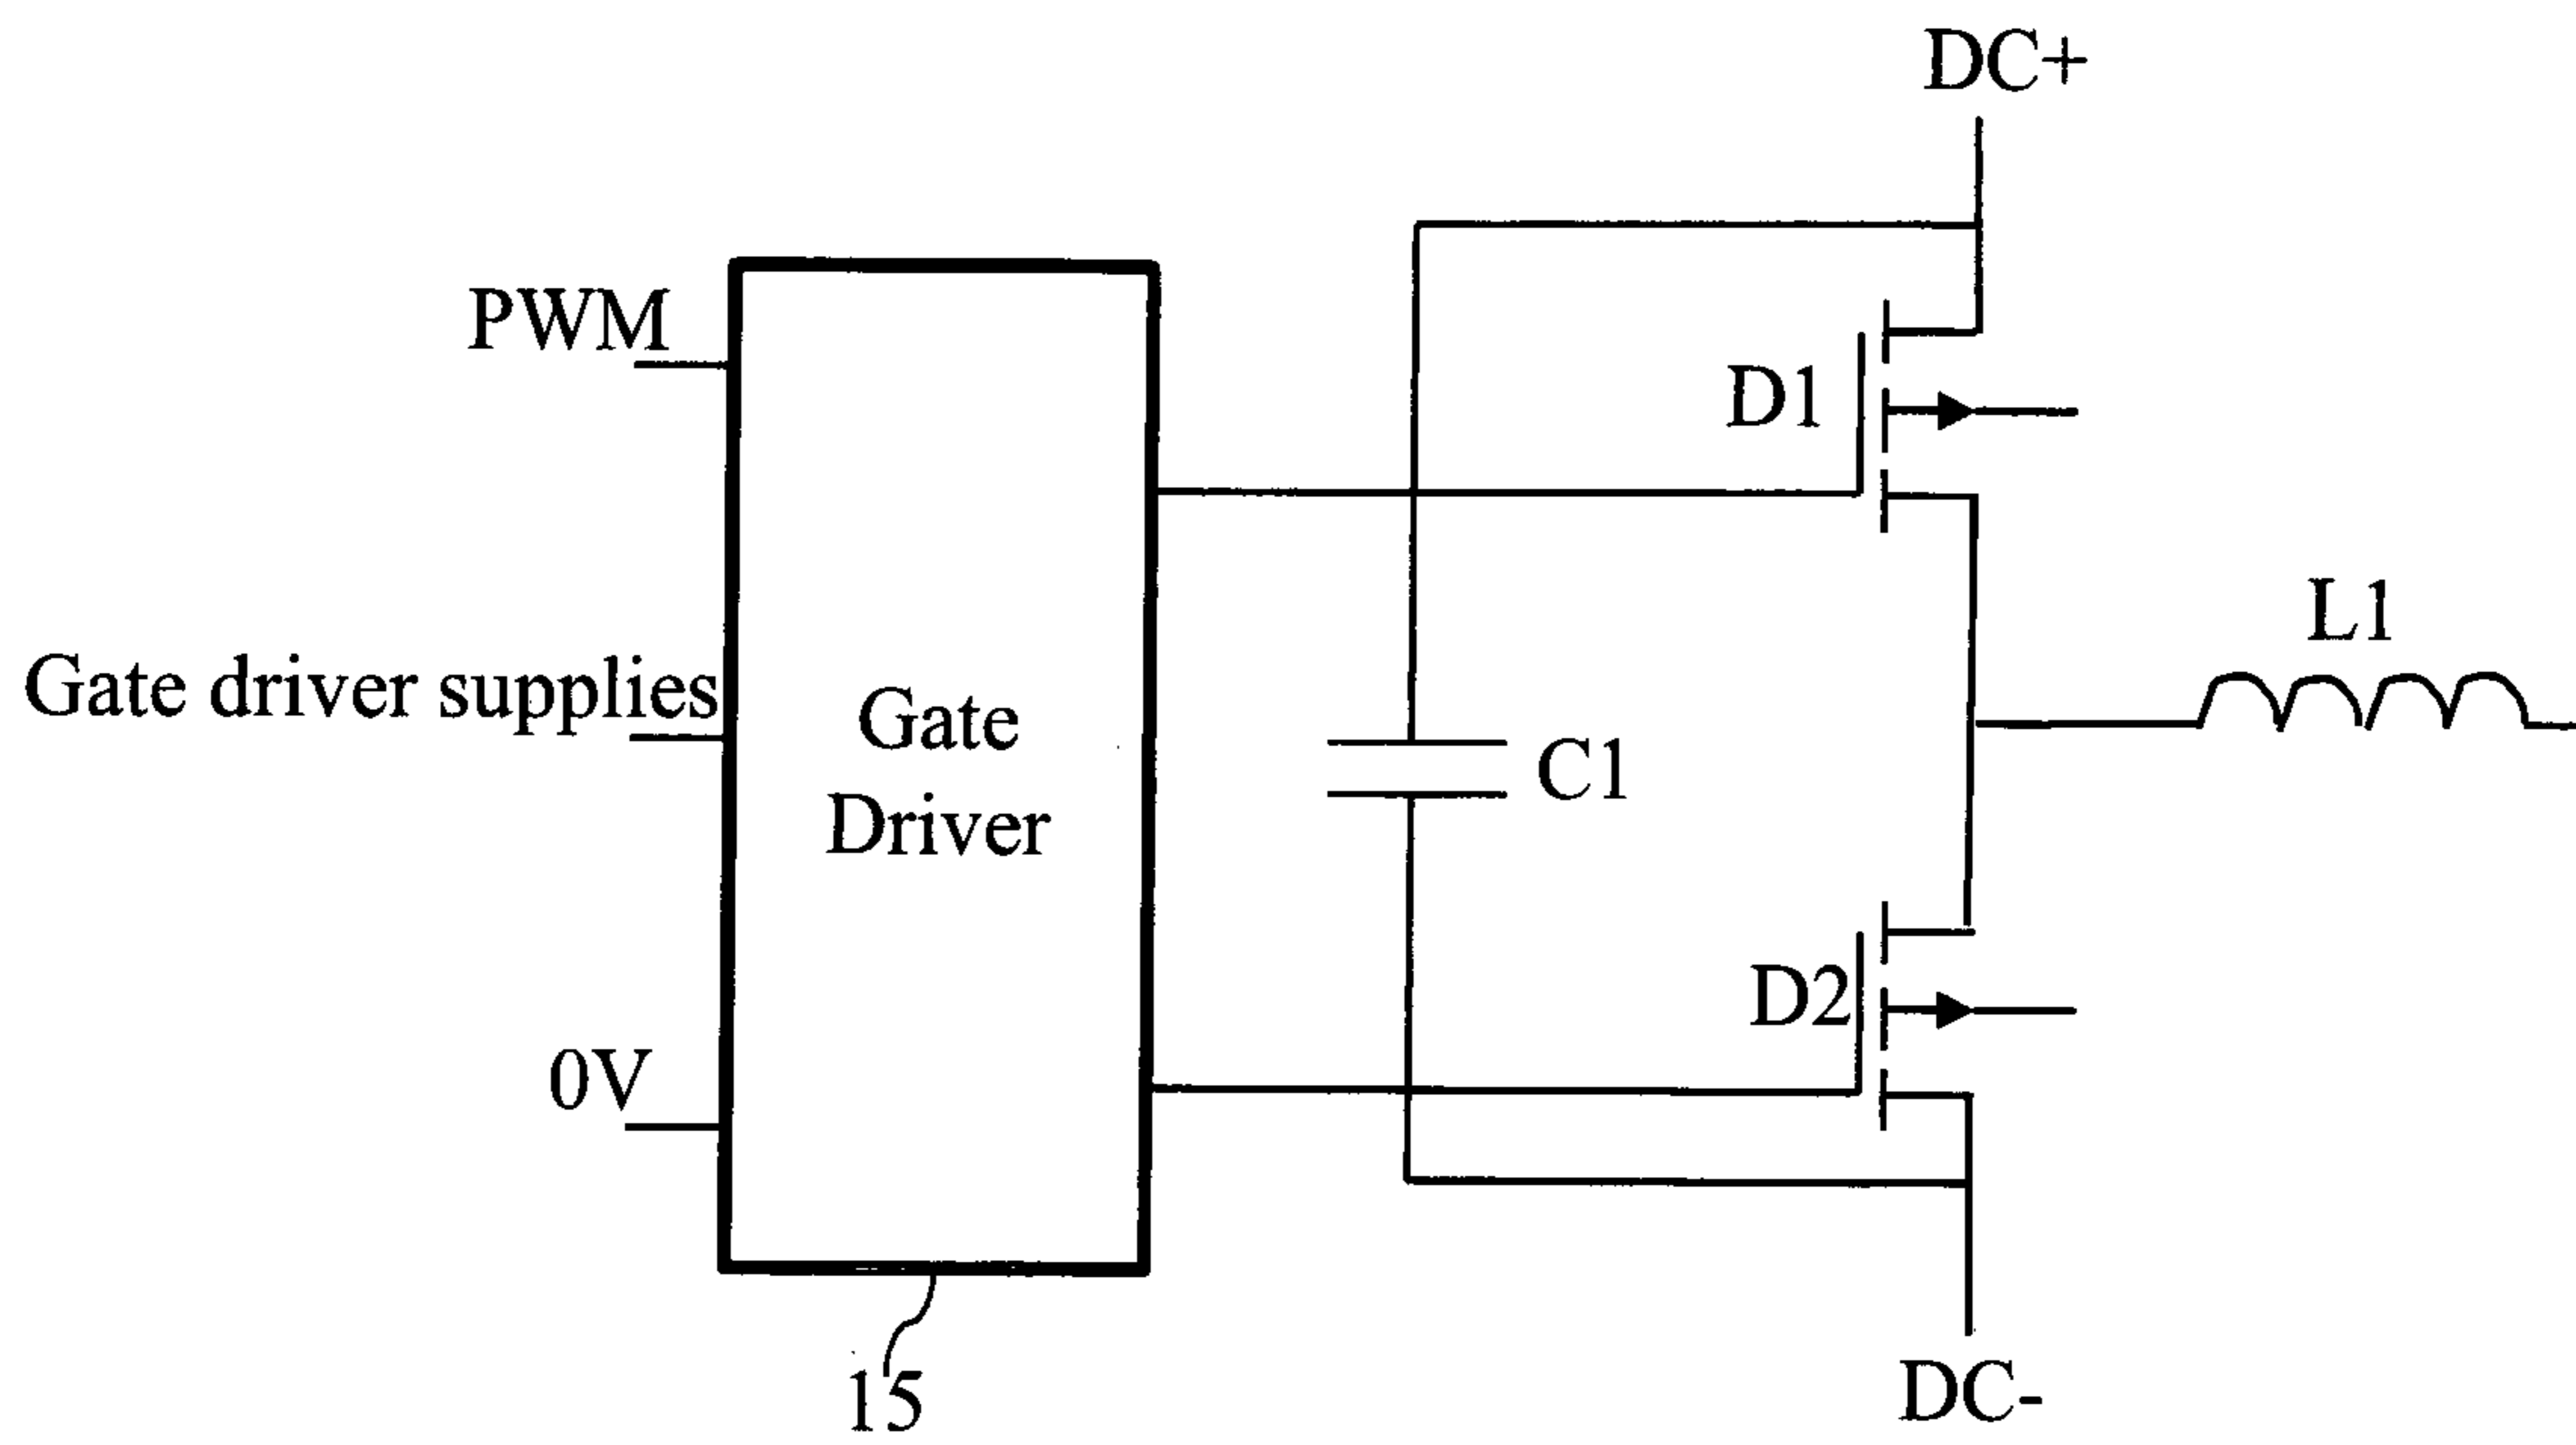 DC+
PWM
D1
L1
Gate driver supplies
Gate
Driver
C1
D2
0V
15
DC-